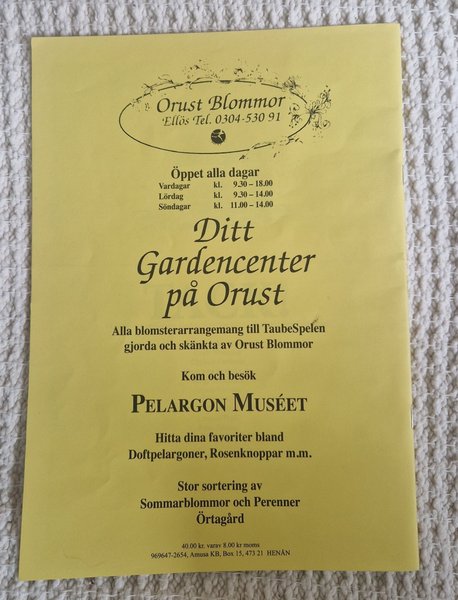 Orust Blommor
Ellös Tel. 0304-530 91
Öppet alla dagar
Vardagar kl. 9.30 – 18.00
Lördag kl. 9.30 – 14.00
Söndagar kl. 11.00 – 14.00
Ditt
Gardencenter
på Orust
Alla blomsterarrangemang till TaubeSpelen
gjorda och skänkta av Orust Blommor
Kom och besök
PELARGON MUSÉET
Hitta dina favoriter bland
Doftpelargoner, Rosenknoppar m.m.
Stor sortering av
Sommarblommor och Perenner
Örtagård
40.00 kr. varav 8.00 kr moms
969647-2654, Amusa KB, Box 15, 473 21 HENÅN